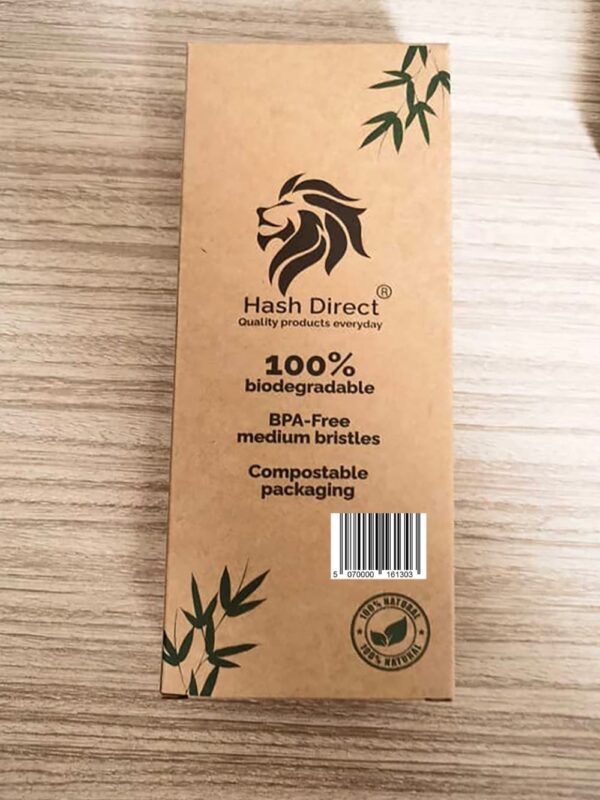 Hash Direct ®
Quality products everyday
100%
biodegradable
BPA-Free
medium bristles
Compostable
packaging
5 070000 161303
100% NATURAL
100% NATURAL